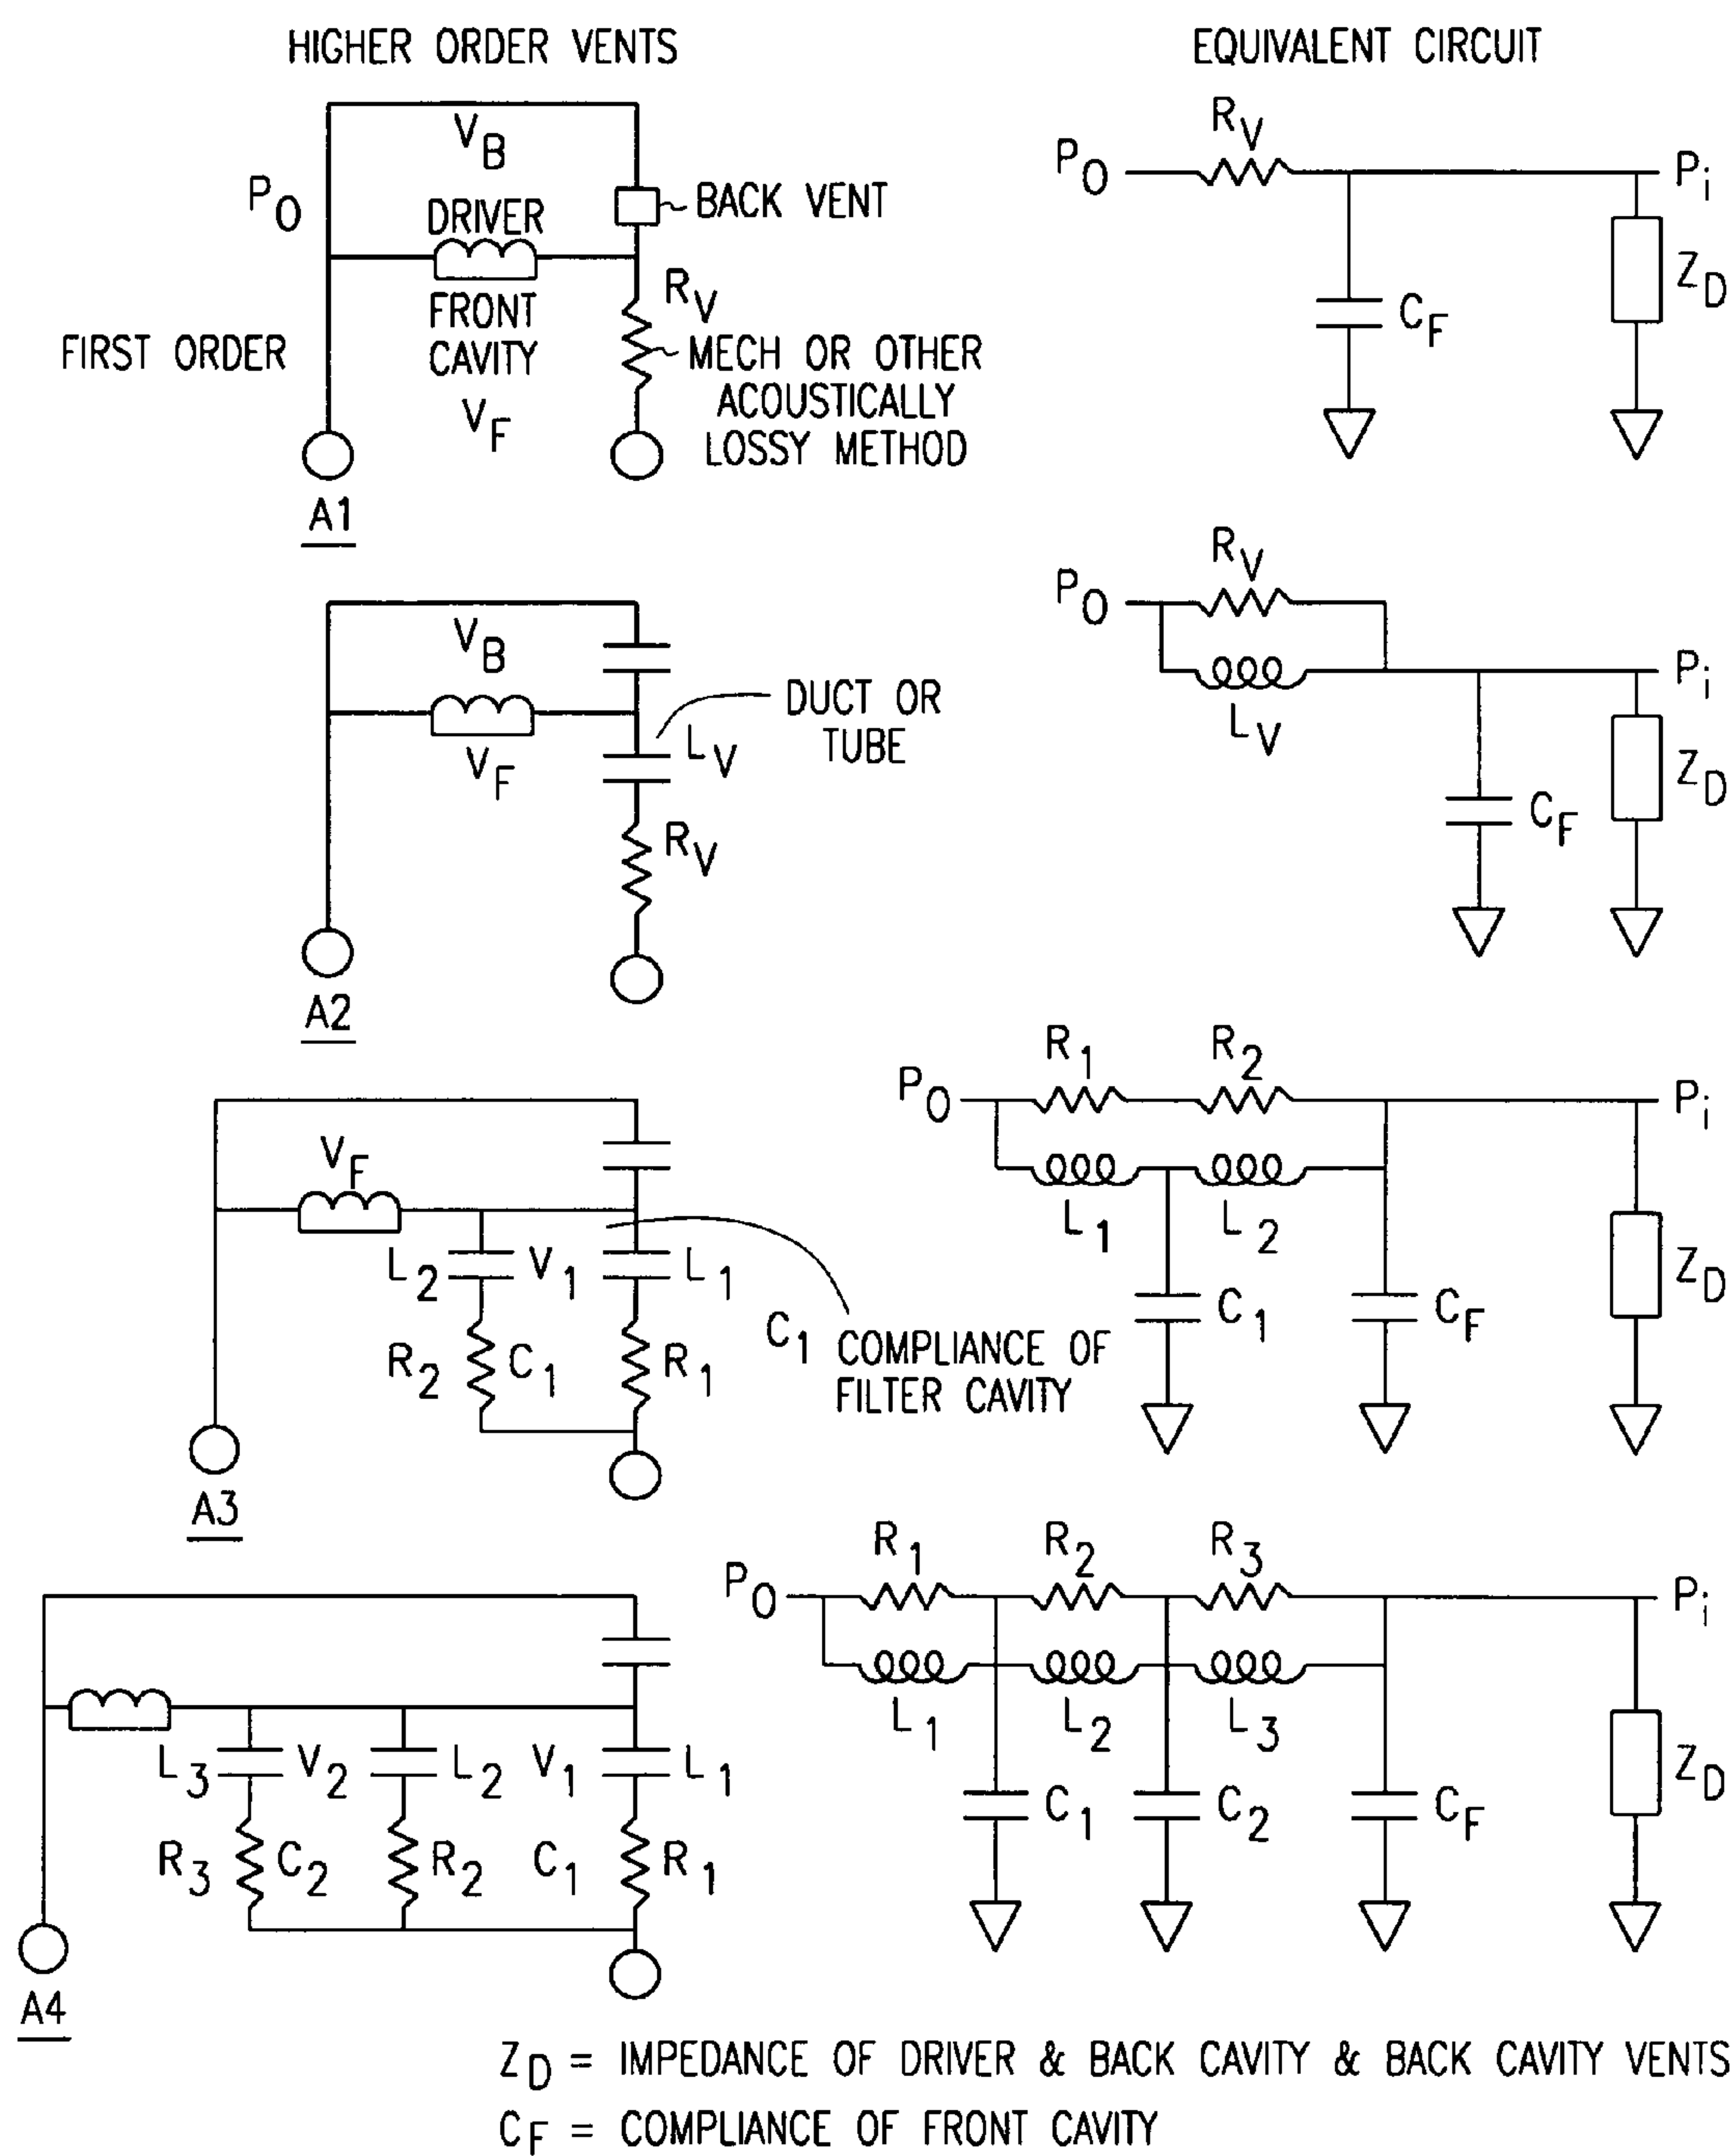 HIGHER ORDER VENTS
EQUIVALENT CIRCUIT
V_B
P_O
DRIVER
BACK VENT
FRONT
CAVITY
V_F
FIRST ORDER
R_V
MECH OR OTHER
ACOUSTICALLY
LOSSY METHOD
A1
R_V
P_O
P_i
C_F
Z_D
V_B
V_F
DUCT OR
TUBE
L_V
R_V
A2
R_V
P_O
P_i
L_V
C_F
Z_D
V_F
L_2
V_1
L_1
R_2
C_1
R_1
C_1 COMPLIANCE OF
FILTER CAVITY
A3
R_1
R_2
P_O
P_i
L_1
L_2
C_1
C_F
Z_D
L_3
V_2
L_2
V_1
L_1
R_3
C_2
R_2
C_1
R_1
A4
R_1
R_2
R_3
P_O
P_i
L_1
L_2
L_3
C_1
C_2
C_F
Z_D
Z_D = IMPEDANCE OF DRIVER & BACK CAVITY & BACK CAVITY VENTS
C_F = COMPLIANCE OF FRONT CAVITY